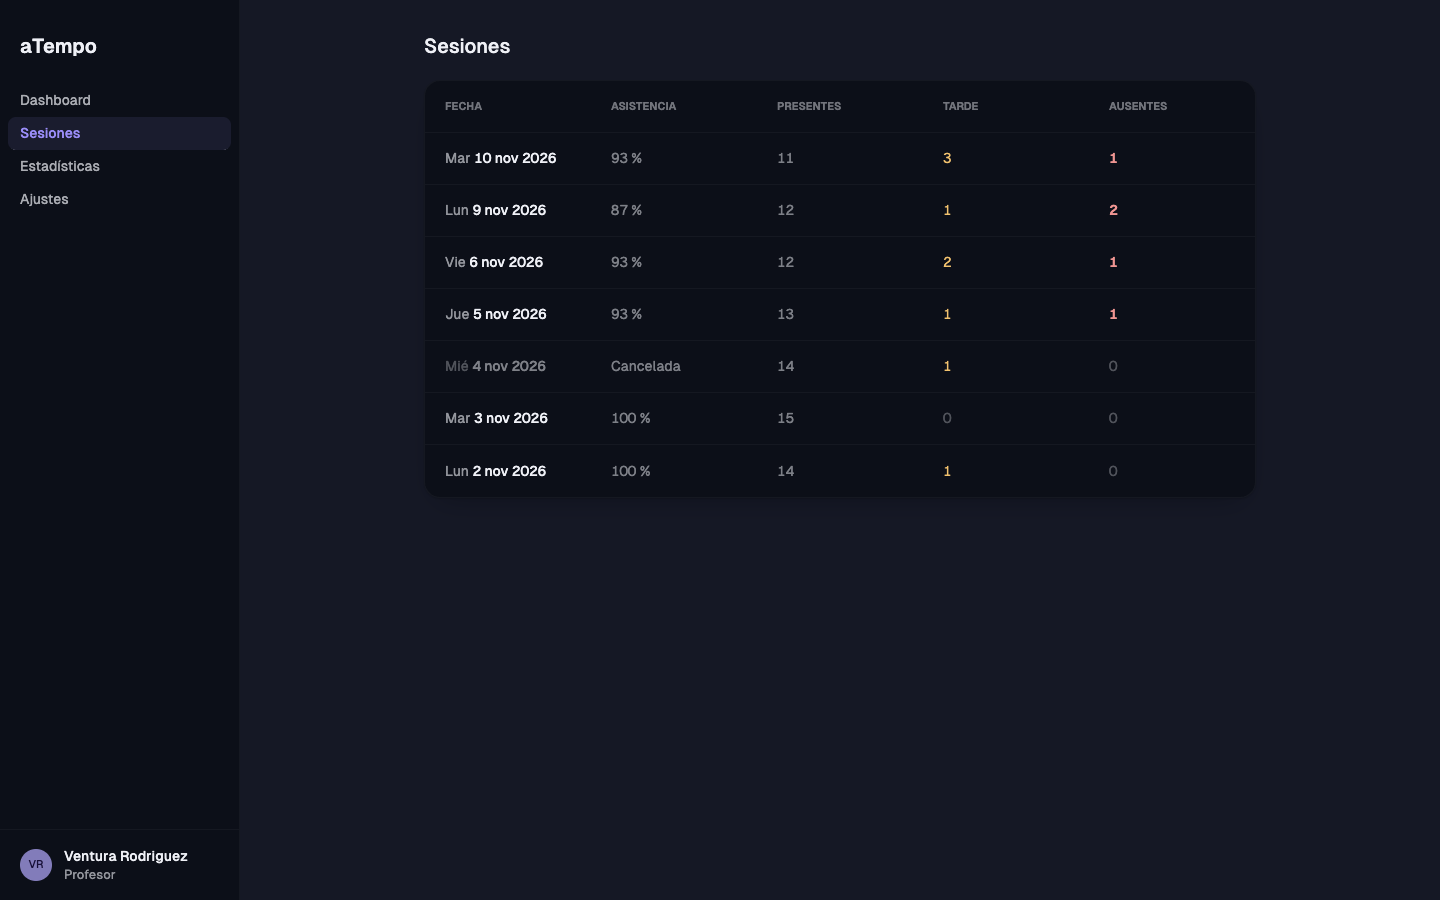 aTempo
Dashboard
Sesiones
Estadísticas
Ajustes
VR
Ventura Rodriguez
Profesor
Sesiones
FECHA ASISTENCIA PRESENTES TARDE AUSENTES
Mar 10 nov 2026 93 % 11 3 1
Lun 9 nov 2026 87 % 12 1 2
Vie 6 nov 2026 93 % 12 2 1
Jue 5 nov 2026 93 % 13 1 1
Mié 4 nov 2026 Cancelada 14 1 0
Mar 3 nov 2026 100 % 15 0 0
Lun 2 nov 2026 100 % 14 1 0